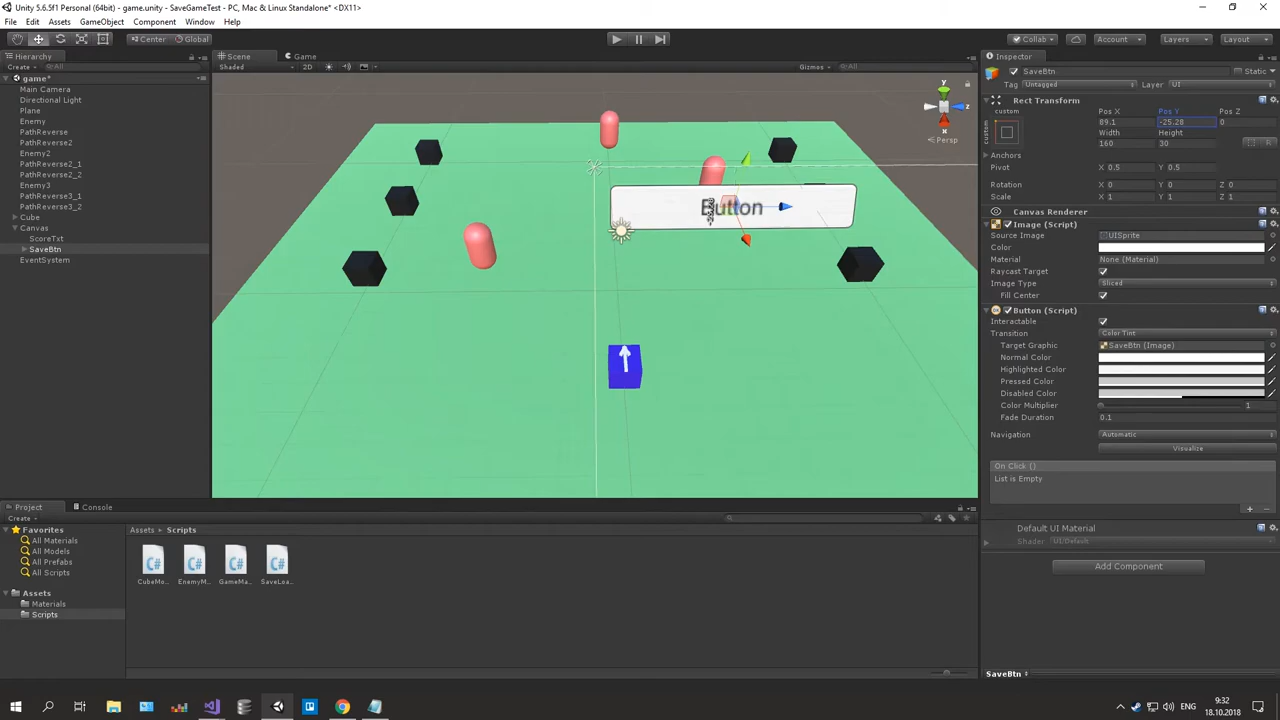 Unity 5.6.5f1 Personal (64bit) - game.unity - SaveGameTest - PC, Mac & Linux Standalone* <DX11>
File Edit Assets GameObject Component Window Help
Center Global Collab Account Layers Layout
Hierarchy Scene Game Inspector
Create All Shaded 2D Gizmos All SaveBtn Static
game* Tag Untagged Layer UI
Main Camera
Directional Light
Plane
Enemy
PathReverse
PathReverse2
Enemy2
PathReverse2_1
PathReverse2_2
Enemy3
PathReverse3_1
PathReverse3_2
Cube
Canvas
ScoreTxt
SaveBtn
EventSystem
y
z
x
Persp
Button
Rect Transform
custom Pos X Pos Y Pos Z
custom 89.1 -25.28 0
Width Height
160 30 R
Anchors
Pivot X 0.5 Y 0.5
Rotation X 0 Y 0 Z 0
Scale X 1 Y 1 Z 1
Canvas Renderer
Image (Script)
Source Image UISprite
Color
Material None (Material)
Raycast Target
Image Type Sliced
Fill Center
Button (Script)
Interactable
Transition Color Tint
Target Graphic SaveBtn (Image)
Normal Color
Highlighted Color
Pressed Color
Disabled Color
Color Multiplier 1
Fade Duration 0.1
Navigation Automatic
Visualize
On Click ()
List is Empty
Default UI Material
Shader UI/Default
Add Component
SaveBtn
Project Console
Create
Favorites
All Materials
All Models
All Prefabs
All Scripts
Assets
Materials
Scripts
Assets Scripts
C# C# C# C#
CubeMo... EnemyM... GameMa... SaveLoa...
ENG 9:32
18.10.2018